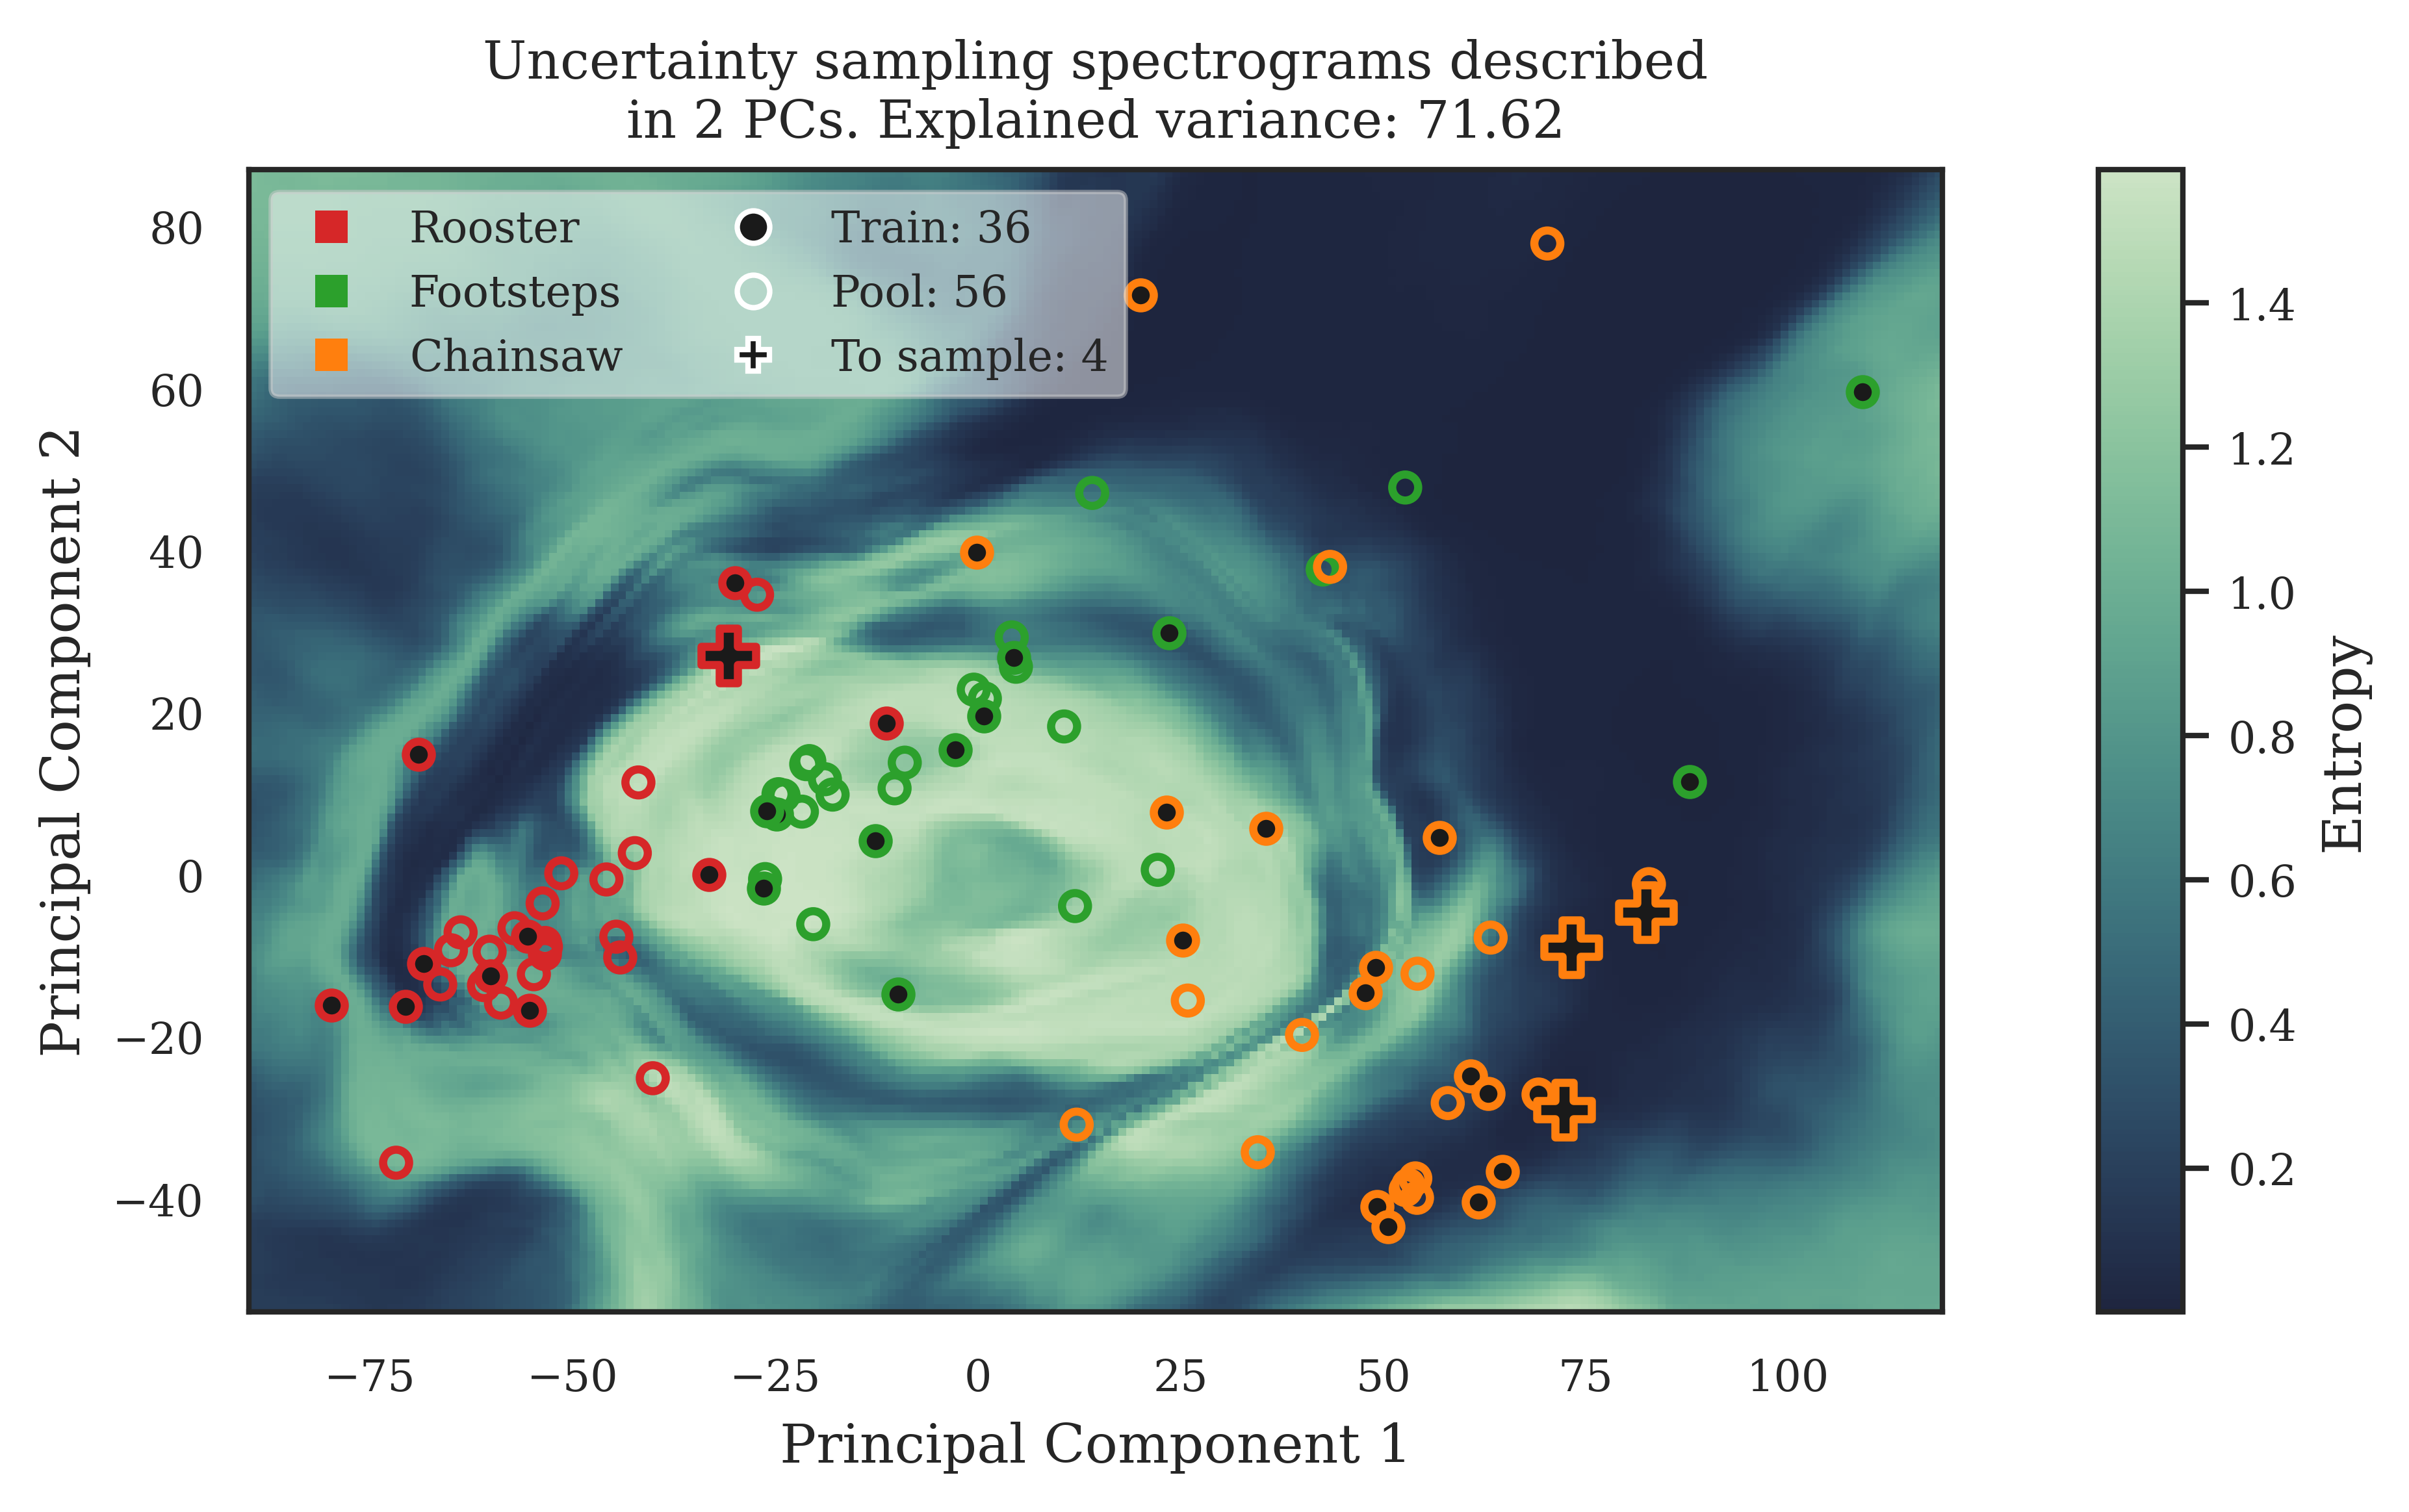 Uncertainty sampling spectrograms described
in 2 PCs. Explained variance: 71.62
Rooster
Footsteps
Chainsaw
Train: 36
Pool: 56
To sample: 4
80
60
40
20
0
−20
−40
Principal Component 2
−75
−50
−25
0
25
50
75
100
Principal Component 1
1.4
1.2
1.0
0.8
0.6
0.4
0.2
Entropy